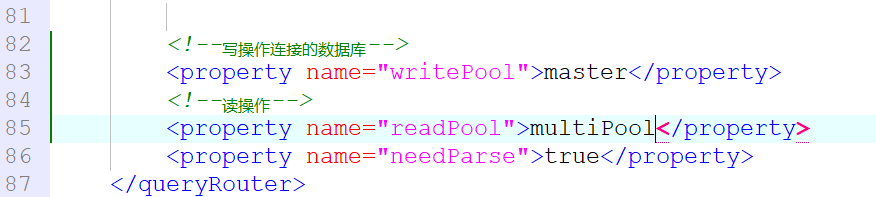 81
82 <!--写操作连接的数据库-->
83 <property name="writePool">master</property>
84 <!--读操作-->
85 <property name="readPool">multiPool</property>
86 <property name="needParse">true</property>
87 </queryRouter>